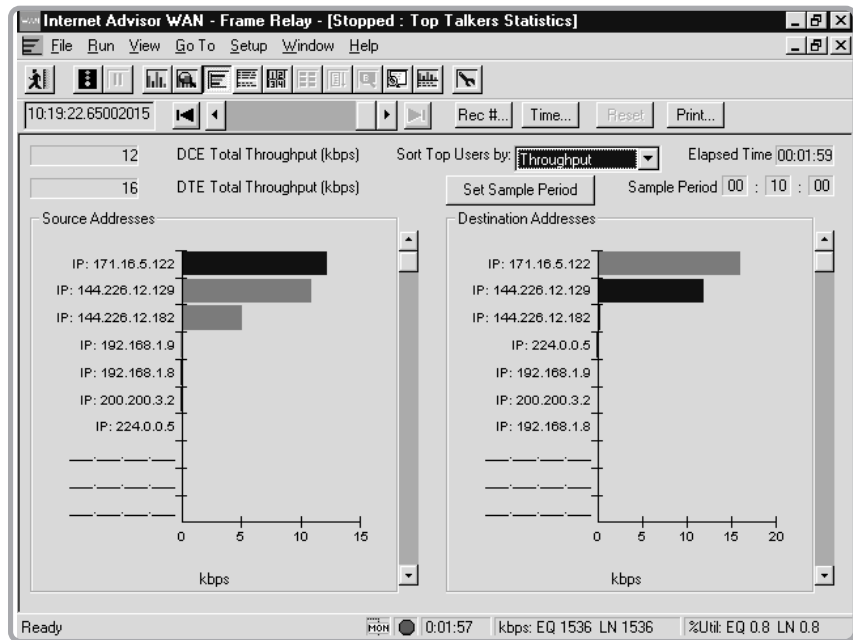 Internet Advisor WAN - Frame Relay - [Stopped : Top Talkers Statistics]
File Run View Go To Setup Window Help
10:19:22.65002015 Rec #... Time... Reset Print...
12 DCE Total Throughput (kbps) Sort Top Users by: Throughput Elapsed Time 00:01:59
16 DTE Total Throughput (kbps) Set Sample Period Sample Period 00 : 10 : 00
Source Addresses
IP: 171.16.5.122
IP: 144.226.12.129
IP: 144.226.12.182
IP: 192.168.1.9
IP: 192.168.1.8
IP: 200.200.3.2
IP: 224.0.0.5
0 5 10 15
kbps
Destination Addresses
IP: 171.16.5.122
IP: 144.226.12.129
IP: 144.226.12.182
IP: 224.0.0.5
IP: 192.168.1.9
IP: 200.200.3.2
IP: 192.168.1.8
0 5 10 15 20
kbps
Ready MON 0:01:57 kbps: EQ 1536 LN 1536 %Util: EQ 0.8 LN 0.8